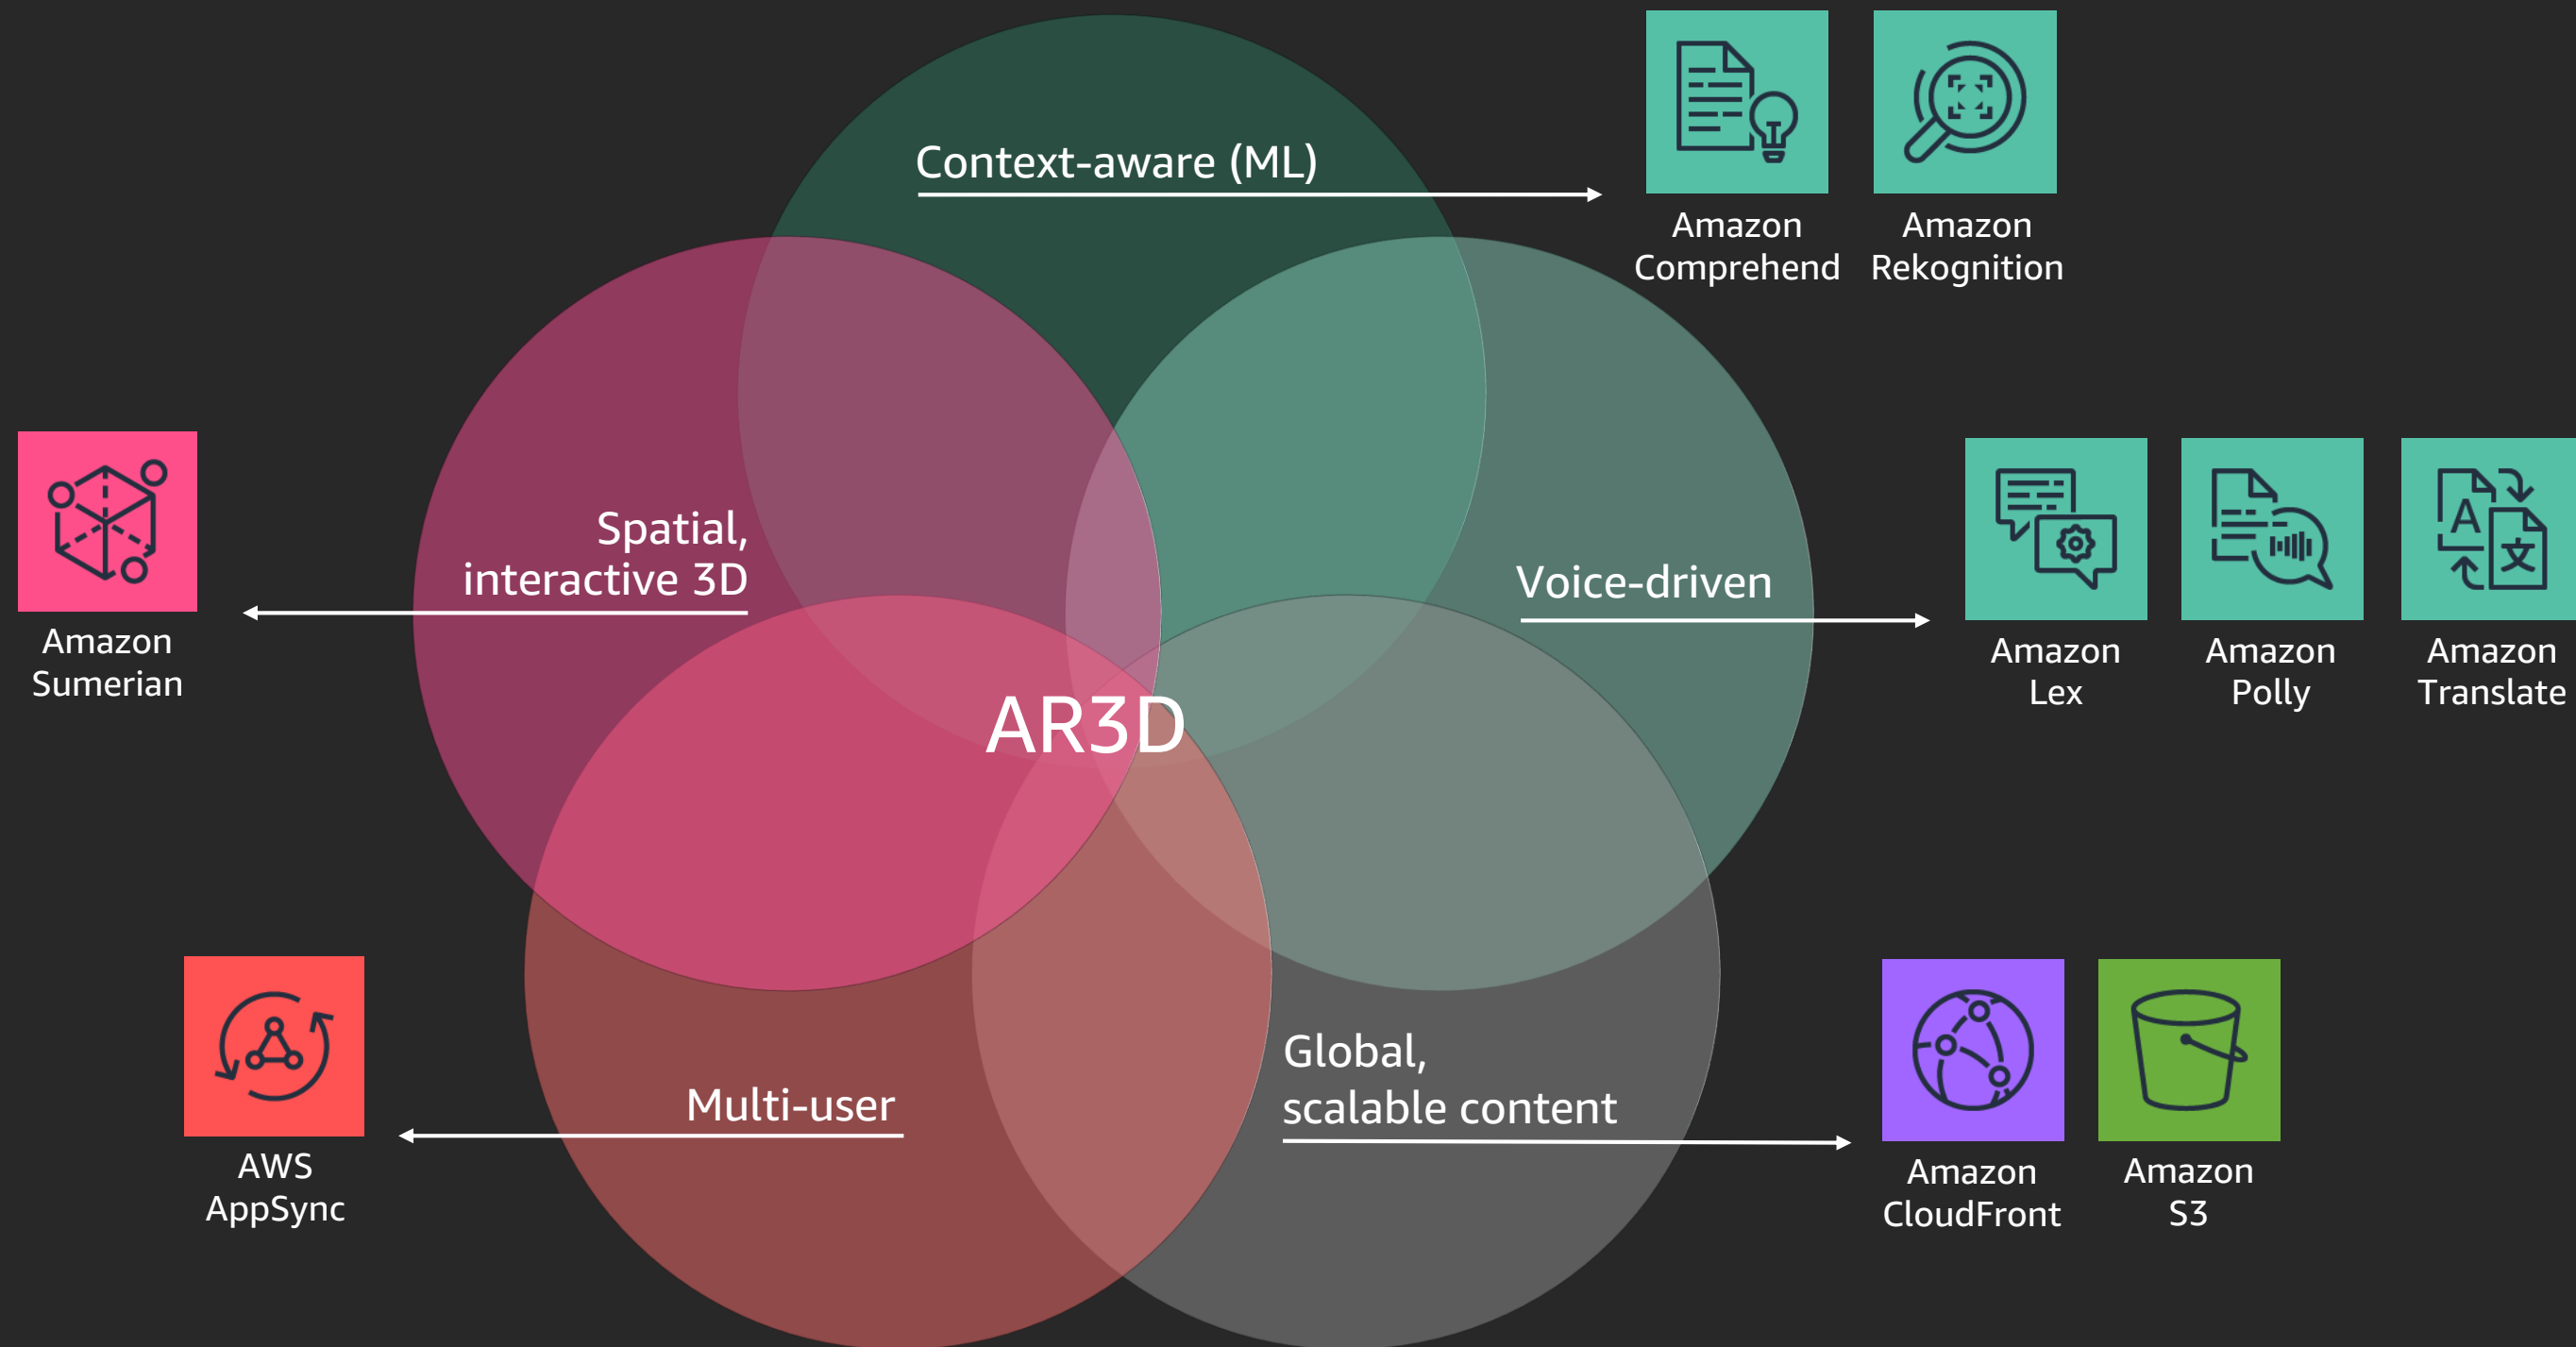 Context-aware (ML)
Amazon
Comprehend
Amazon
Rekognition
Spatial,
interactive 3D
Amazon
Sumerian
Voice-driven
Amazon
Lex
Amazon
Polly
A
文
Amazon
Translate
AR3D
Multi-user
AWS
AppSync
Global,
scalable content
Amazon
CloudFront
Amazon
S3